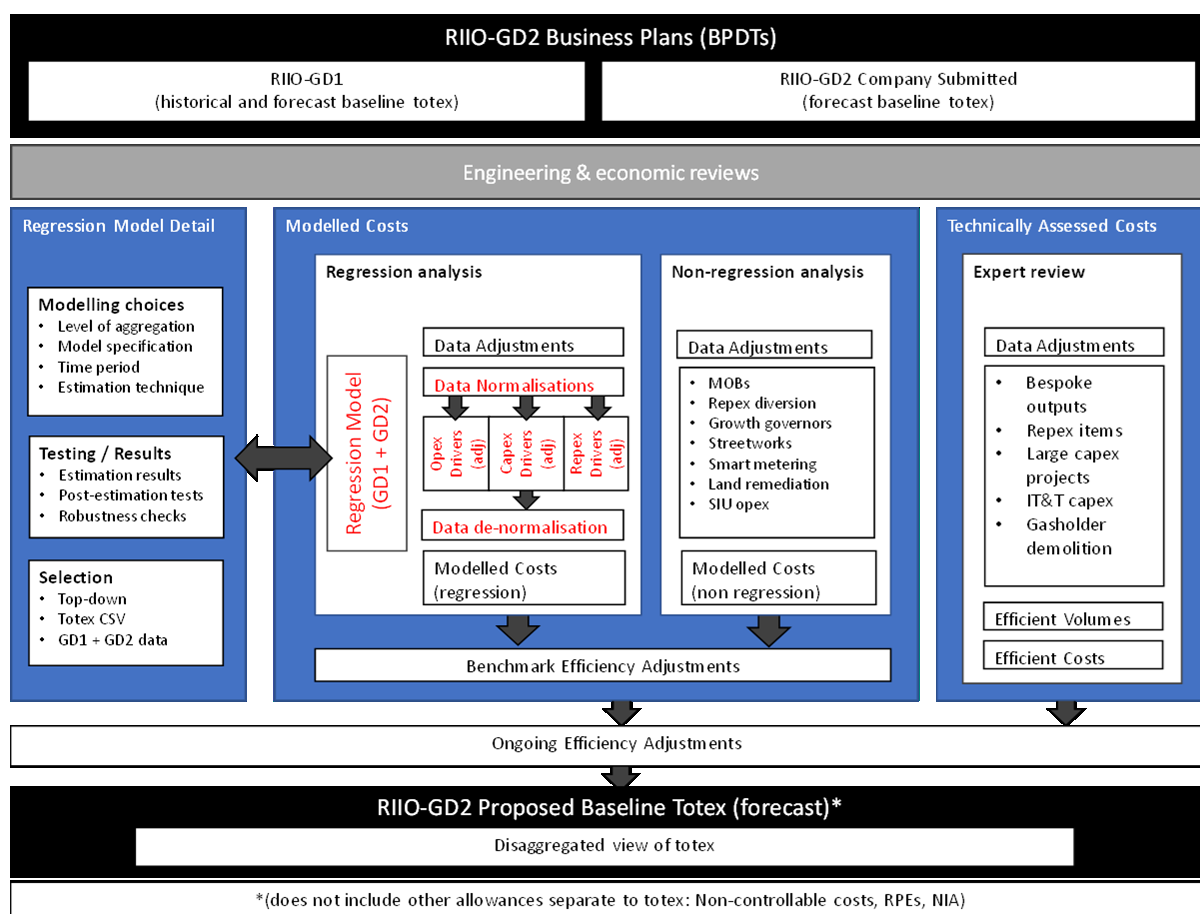 RIIO-GD2 Business Plans (BPDTs)
RIIO-GD1
(historical and forecast baseline totex)
RIIO-GD2 Company Submitted
(forecast baseline totex)
Engineering & economic reviews
Regression Model Detail
Modelling choices
• Level of aggregation
• Model specification
• Time period
• Estimation technique
Testing / Results
• Estimation results
• Post-estimation tests
• Robustness checks
Selection
• Top-down
• Totex CSV
• GD1 + GD2 data
Modelled Costs
Regression analysis
Regression Model
(GD1 + GD2)
Data Adjustments
Data Normalisations
Opex
Drivers
(adj)
Capex
Drivers
(adj)
Repex
Drivers
(adj)
Data de-normalisation
Modelled Costs
(regression)
Non-regression analysis
Data Adjustments
• MOBs
• Repex diversion
• Growth governors
• Streetworks
• Smart metering
• Land remediation
• SIU opex
Modelled Costs
(non regression)
Benchmark Efficiency Adjustments
Technically Assessed Costs
Expert review
Data Adjustments
• Bespoke
outputs
• Repex items
• Large capex
projects
• IT&T capex
• Gasholder
demolition
Efficient Volumes
Efficient Costs
Ongoing Efficiency Adjustments
RIIO-GD2 Proposed Baseline Totex (forecast)*
Disaggregated view of totex
*(does not include other allowances separate to totex: Non-controllable costs, RPEs, NIA)